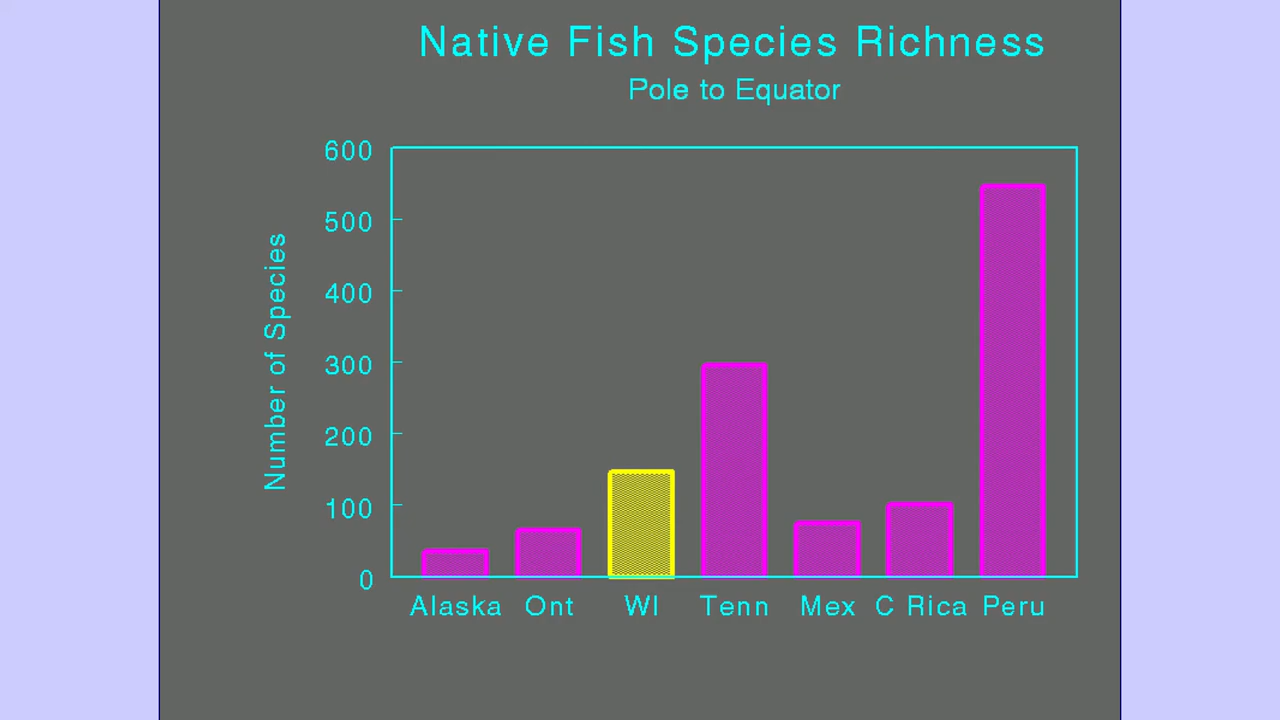 Native Fish Species Richness
Pole to Equator
Number of Species
600
500
400
300
200
100
0
Alaska Ont WI Tenn Mex C Rica Peru